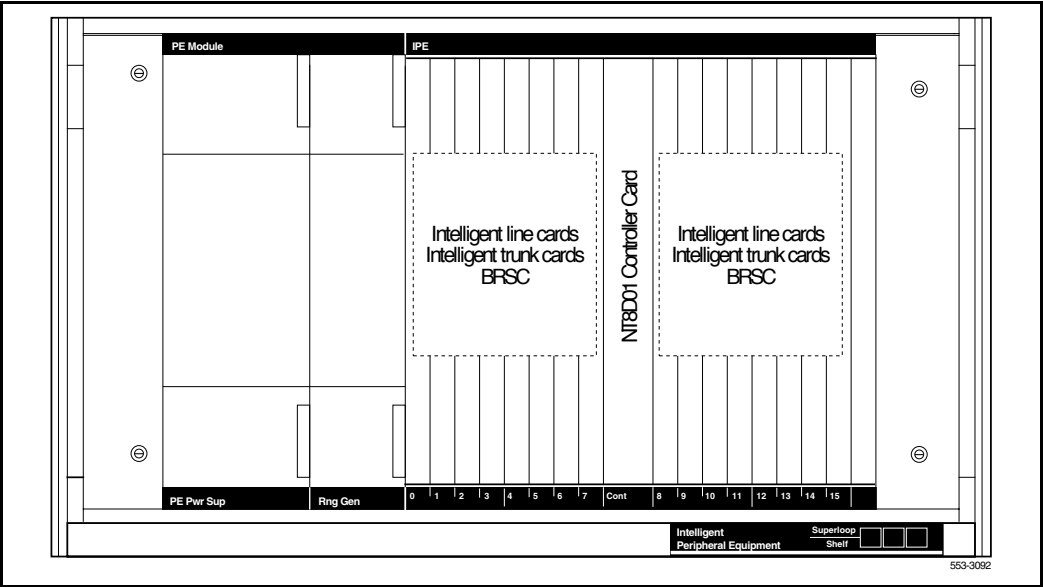 PE Module IPE
Intelligent line cards
Intelligent trunk cards
BRSC
NT8D01 Controller Card
Intelligent line cards
Intelligent trunk cards
BRSC
PE Pwr Sup Rng Gen 0 1 2 3 4 5 6 7 Cont 8 9 10 11 12 13 14 15
Intelligent
Peripheral Equipment
Superloop
Shelf
553-3092